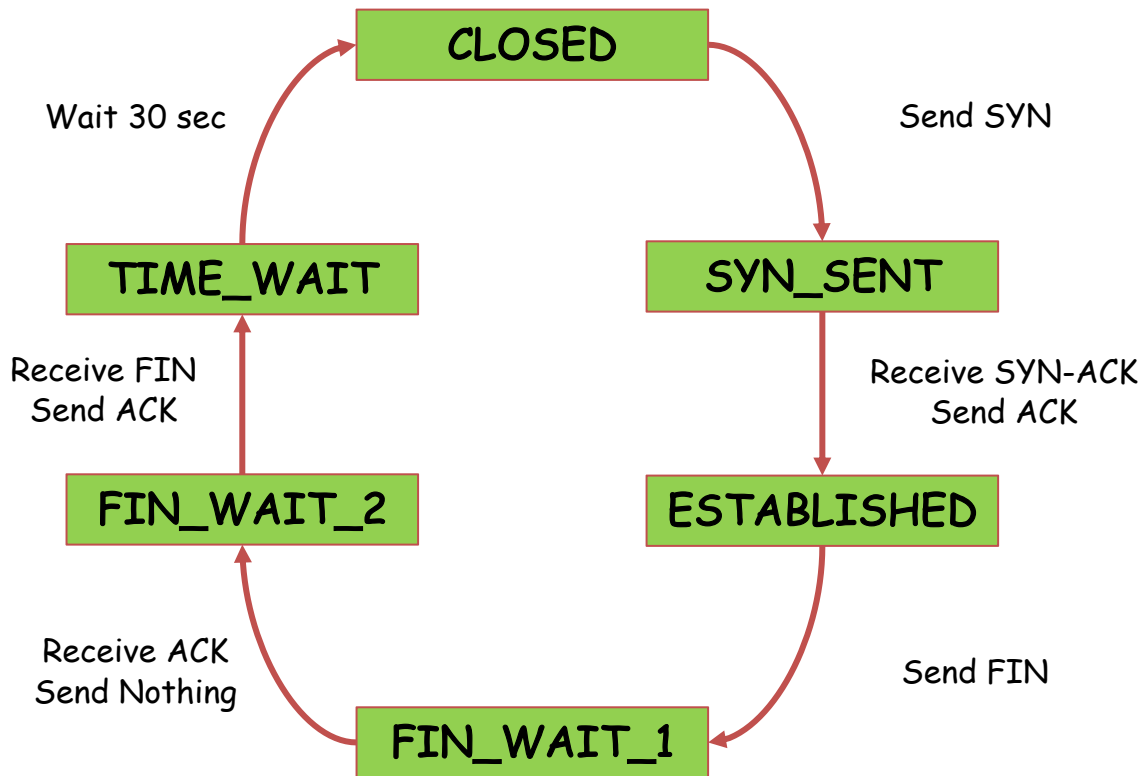 CLOSED
Wait 30 sec
Send SYN
TIME_WAIT
SYN_SENT
Receive FIN
Send ACK
Receive SYN-ACK
Send ACK
FIN_WAIT_2
ESTABLISHED
Receive ACK
Send Nothing
Send FIN
FIN_WAIT_1